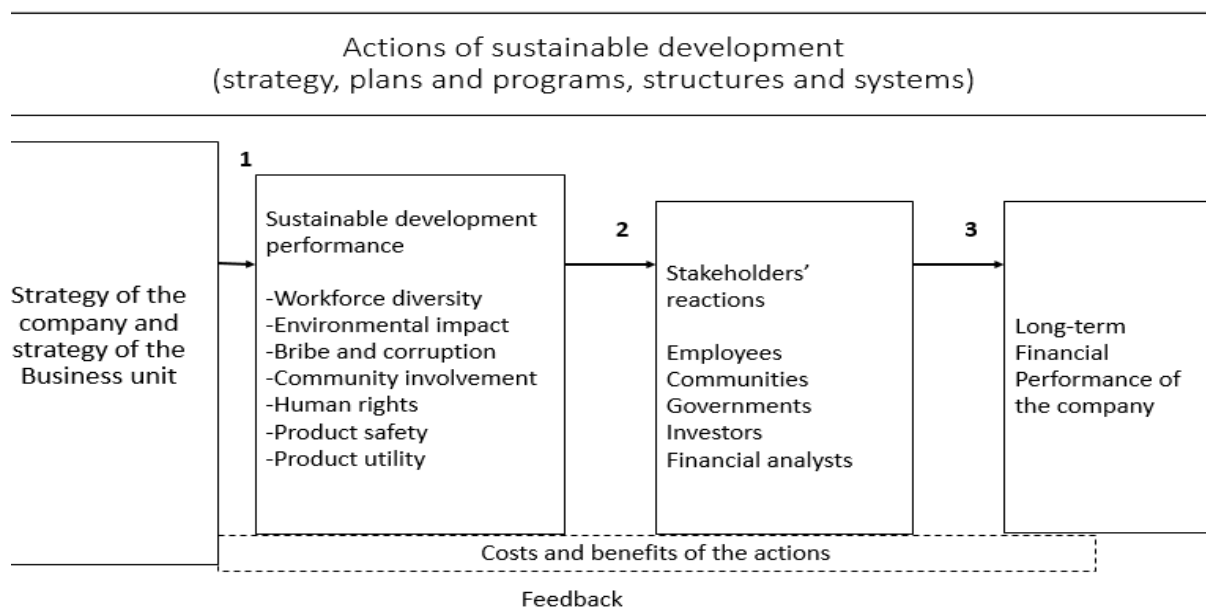 Actions of sustainable development
(strategy, plans and programs, structures and systems)
Strategy of the
company and
strategy of the
Business unit
1
Sustainable development
performance
-Workforce diversity
-Environmental impact
-Bribe and corruption
-Community involvement
-Human rights
-Product safety
-Product utility
2
Stakeholders’
reactions
Employees
Communities
Governments
Investors
Financial analysts
3
Long-term
Financial
Performance of
the company
Costs and benefits of the actions
Feedback